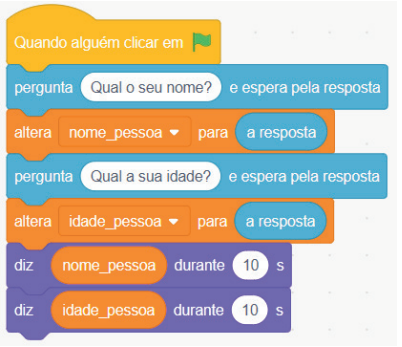 Quando alguém clicar em
pergunta Qual o seu nome? e espera pela resposta
altera nome_pessoa para a resposta
pergunta Qual a sua idade? e espera pela resposta
altera idade_pessoa para a resposta
diz nome_pessoa durante 10 s
diz idade_pessoa durante 10 s